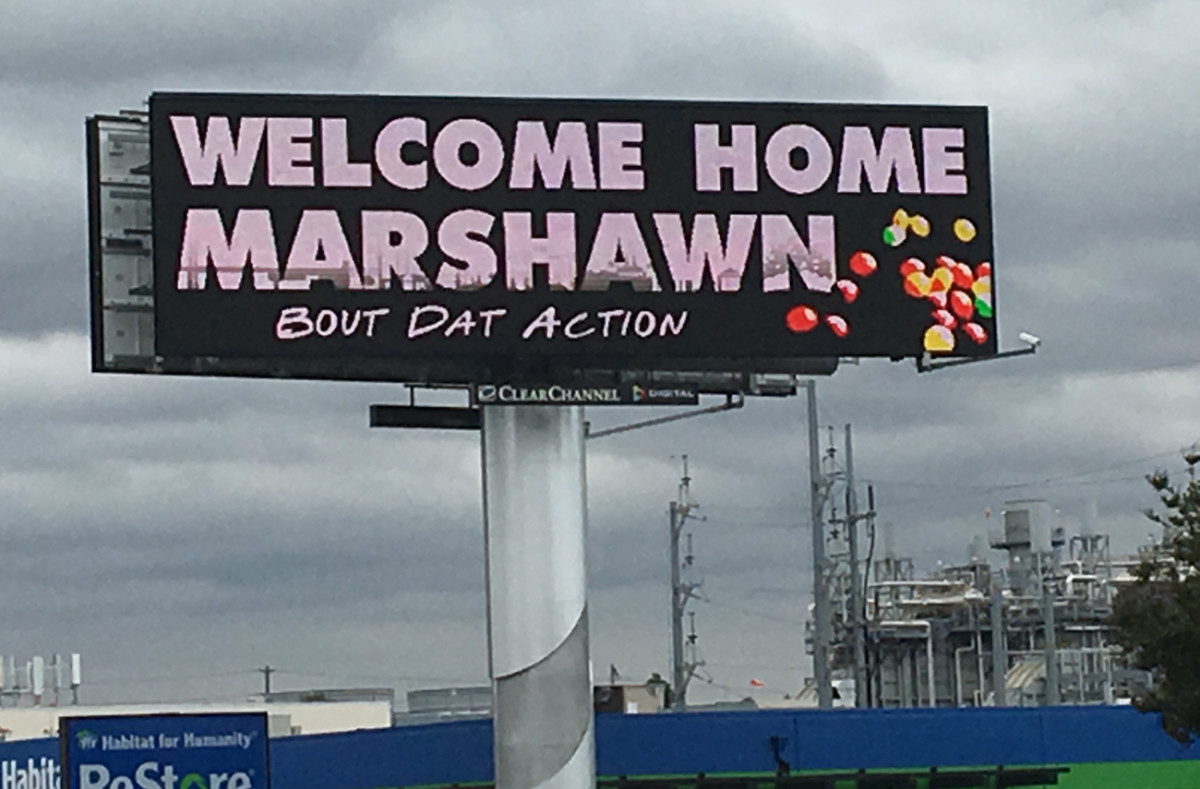 WELCOME HOME
MARSHAWN
BOUT DAT ACTION
CLEARCHANNEL DIGITAL
Habitat for Humanity
ReStore